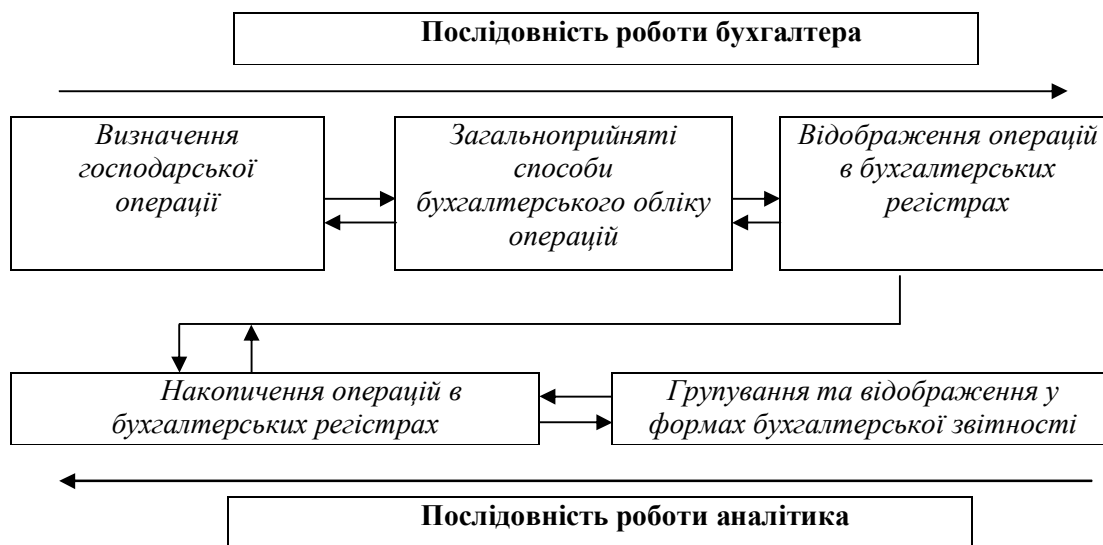 Послідовність роботи бухгалтера
Визначення
господарської
операції
Загальноприйняті
способи
бухгалтерського обліку
операцій
Відображення операцій
в бухгалтерських
регістрах
Накопичення операцій в
бухгалтерських регістрах
Групування та відображення у
формах бухгалтерської звітності
Послідовність роботи аналітика